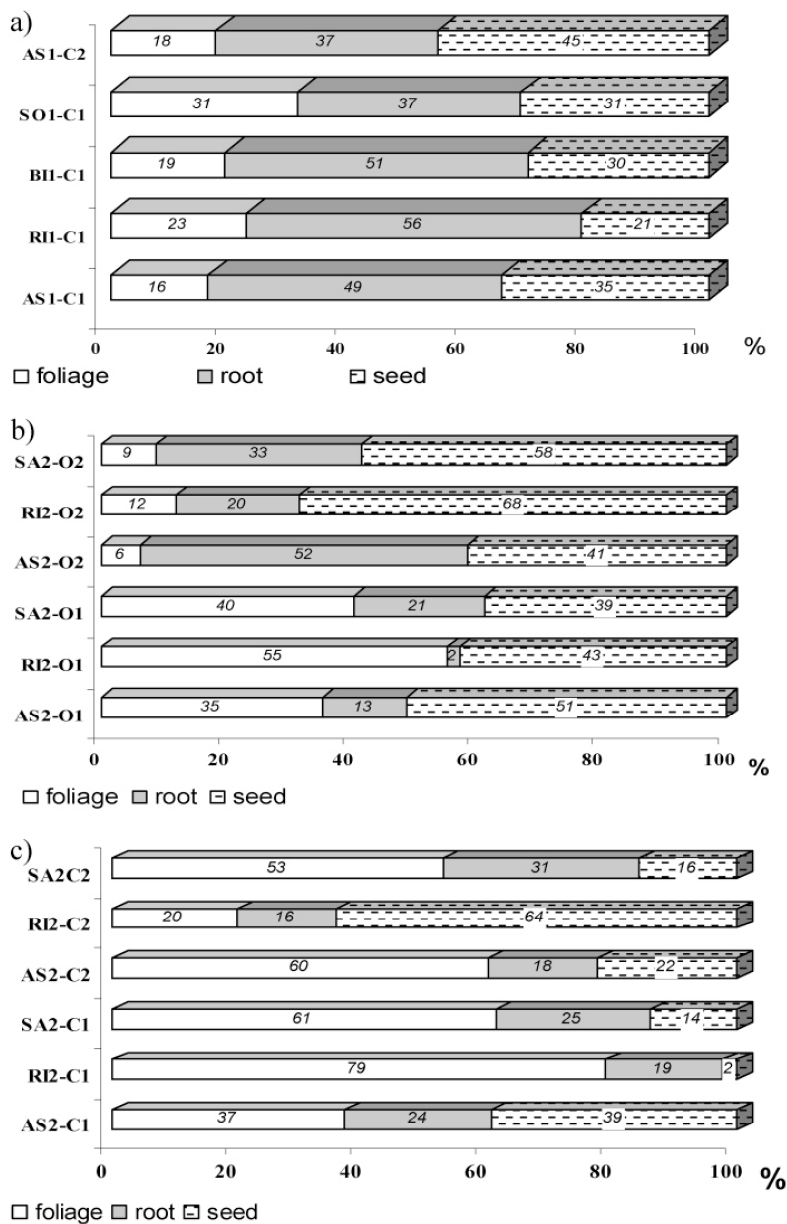 a)
AS1-C2 18 37 45
SO1-C1 31 37 31
BI1-C1 19 51 30
RI1-C1 23 56 21
AS1-C1 16 49 35
0 20 40 60 80 100 %
foliage root seed
b)
SA2-O2 9 33 58
RI2-O2 12 20 68
AS2-O2 6 52 41
SA2-O1 40 21 39
RI2-O1 55 2 43
AS2-O1 35 13 51
0 20 40 60 80 100 %
foliage root seed
c)
SA2C2 53 31 16
RI2-C2 20 16 64
AS2-C2 60 18 22
SA2-C1 61 25 14
RI2-C1 79 19 2
AS2-C1 37 24 39
0 20 40 60 80 100 %
foliage root seed